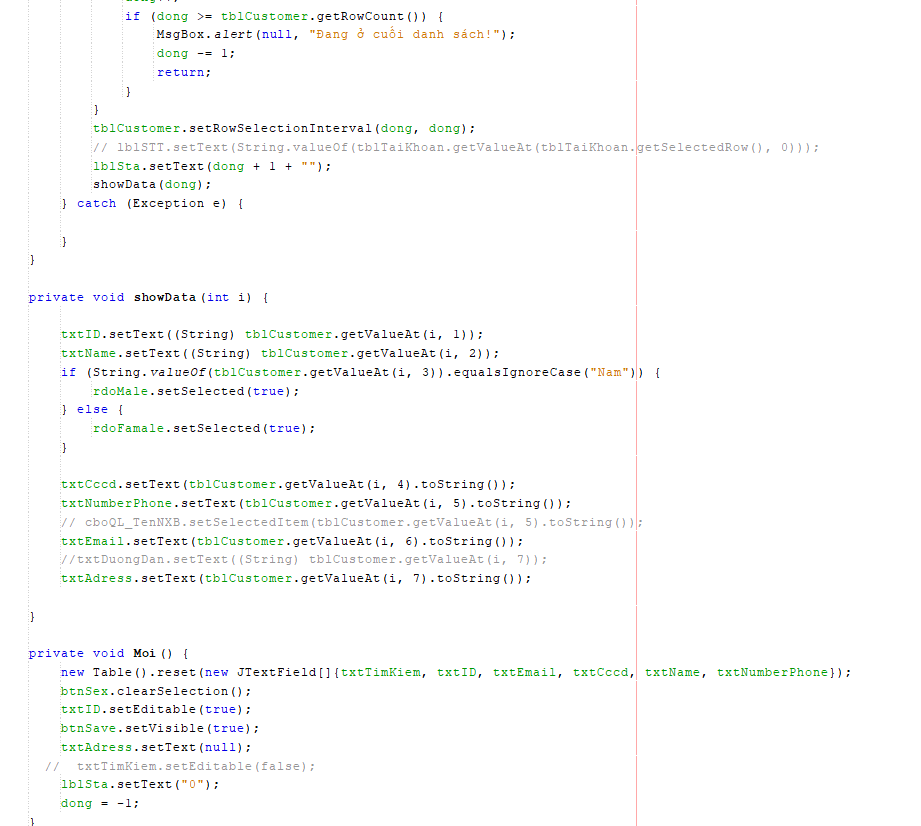 if (dong >= tblCustomer.getRowCount()) {
MsgBox.alert(null, "Đang ở cuối danh sách!");
dong -= 1;
return;
}
}
tblCustomer.setRowSelectionInterval(dong, dong);
// lblSTT.setText(String.valueOf(tblTaiKhoan.getValueAt(tblTaiKhoan.getSelectedRow(), 0)));
lblSta.setText(dong + 1 + "");
showData(dong);
} catch (Exception e) {
}
}
private void showData(int i) {
txtID.setText((String) tblCustomer.getValueAt(i, 1));
txtName.setText((String) tblCustomer.getValueAt(i, 2));
if (String.valueOf(tblCustomer.getValueAt(i, 3)).equalsIgnoreCase("Nam")) {
rdoMale.setSelected(true);
} else {
rdoFamale.setSelected(true);
}
txtCccd.setText(tblCustomer.getValueAt(i, 4).toString());
txtNumberPhone.setText(tblCustomer.getValueAt(i, 5).toString());
// cboQL_TenNXB.setSelectedItem(tblCustomer.getValueAt(i, 5).toString());
txtEmail.setText(tblCustomer.getValueAt(i, 6).toString());
//txtDuongDan.setText((String) tblCustomer.getValueAt(i, 7));
txtAdress.setText(tblCustomer.getValueAt(i, 7).toString());
}
private void Moi() {
new Table().reset(new JTextField[]{txtTimKiem, txtID, txtEmail, txtCccd, txtName, txtNumberPhone});
btnSex.clearSelection();
txtID.setEditable(true);
btnSave.setVisible(true);
txtAdress.setText(null);
// txtTimKiem.setEditable(false);
lblSta.setText("0");
dong = -1;
}